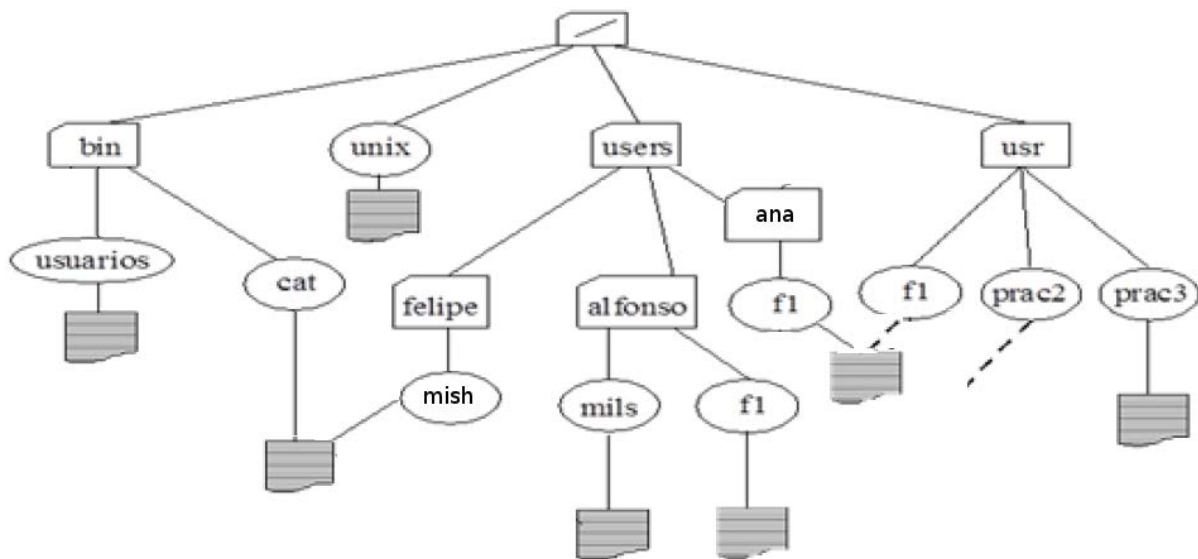 /
bin
unix
users
usr
ana
usuarios
cat
felipe
alfonso
f1
f1
prac2
prac3
mish
mils
f1